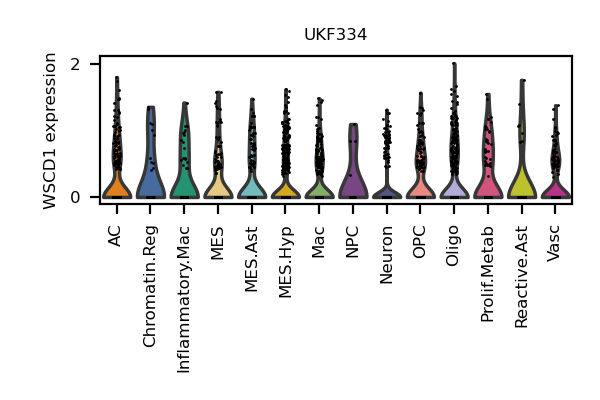 UKF334
WSCD1 expression
2
0
AC
Chromatin.Reg
Inflammatory.Mac
MES
MES.Ast
MES.Hyp
Mac
NPC
Neuron
OPC
Oligo
Prolif.Metab
Reactive.Ast
Vasc